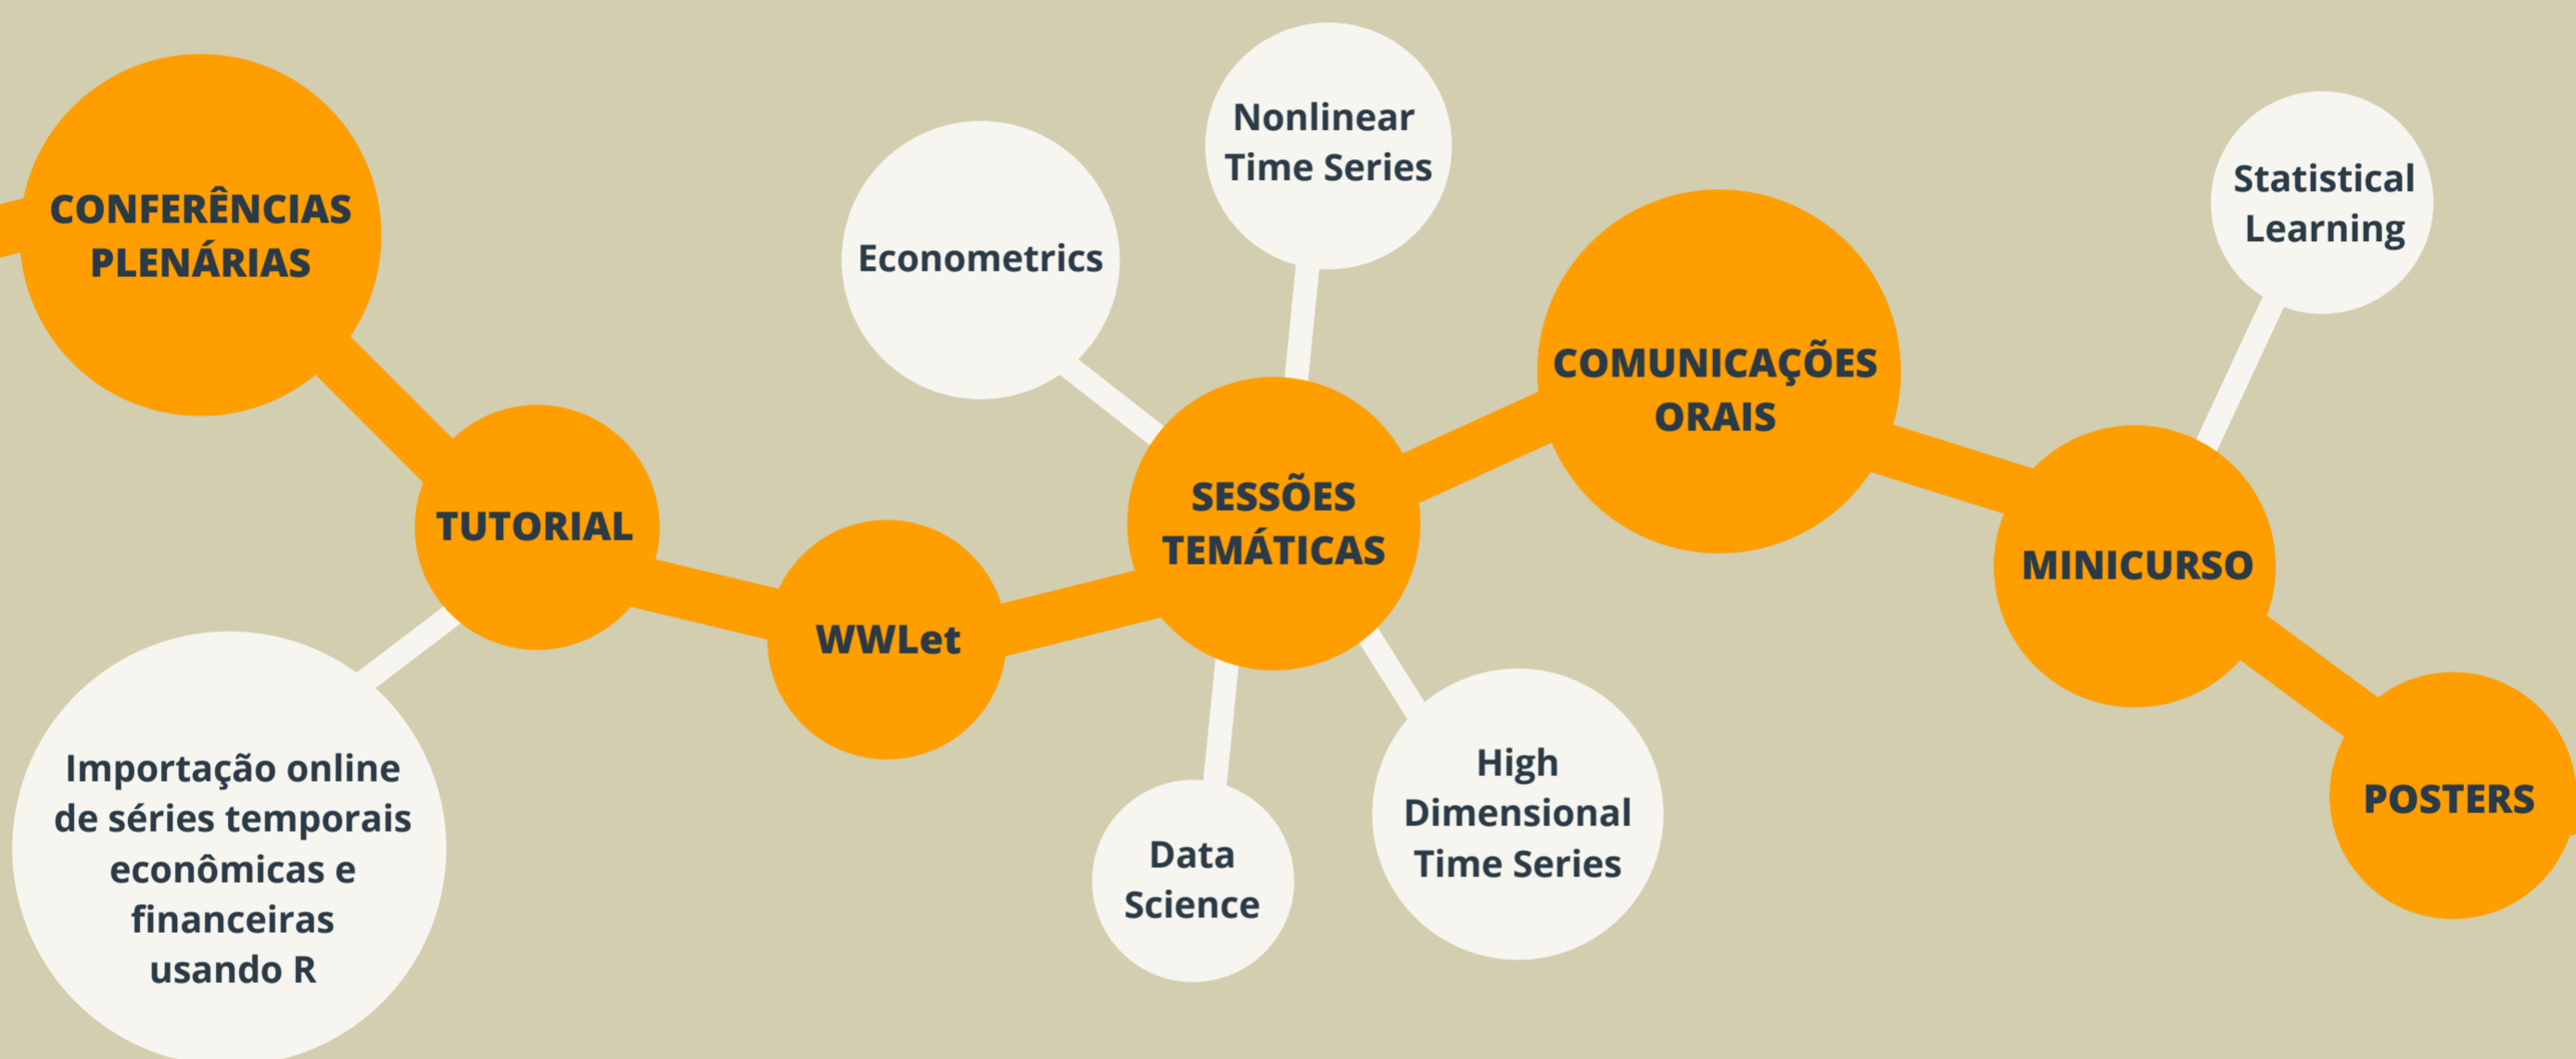 CONFERÊNCIAS
PLENÁRIAS
TUTORIAL
Importação online
de séries temporais
econômicas e
financeiras
usando R
WWLet
Econometrics
Nonlinear
Time Series
SESSÕES
TEMÁTICAS
Data
Science
High
Dimensional
Time Series
COMUNICAÇÕES
ORAIS
Statistical
Learning
MINICURSO
POSTERS